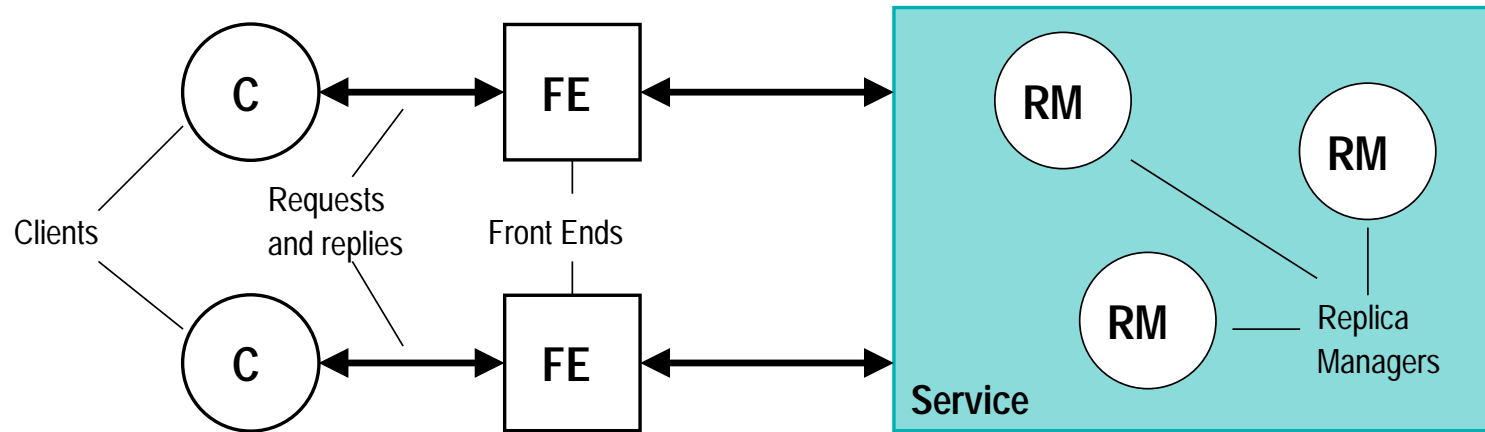 C
FE
RM
RM
Requests
and replies
Clients
Front Ends
RM
Replica
Managers
C
FE
Service